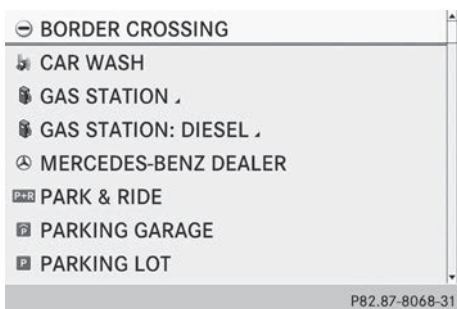 BORDER CROSSING
CAR WASH
GAS STATION
GAS STATION: DIESEL
MERCEDES-BENZ DEALER
P+R PARK & RIDE
P PARKING GARAGE
P PARKING LOT
P82.87-8068-31